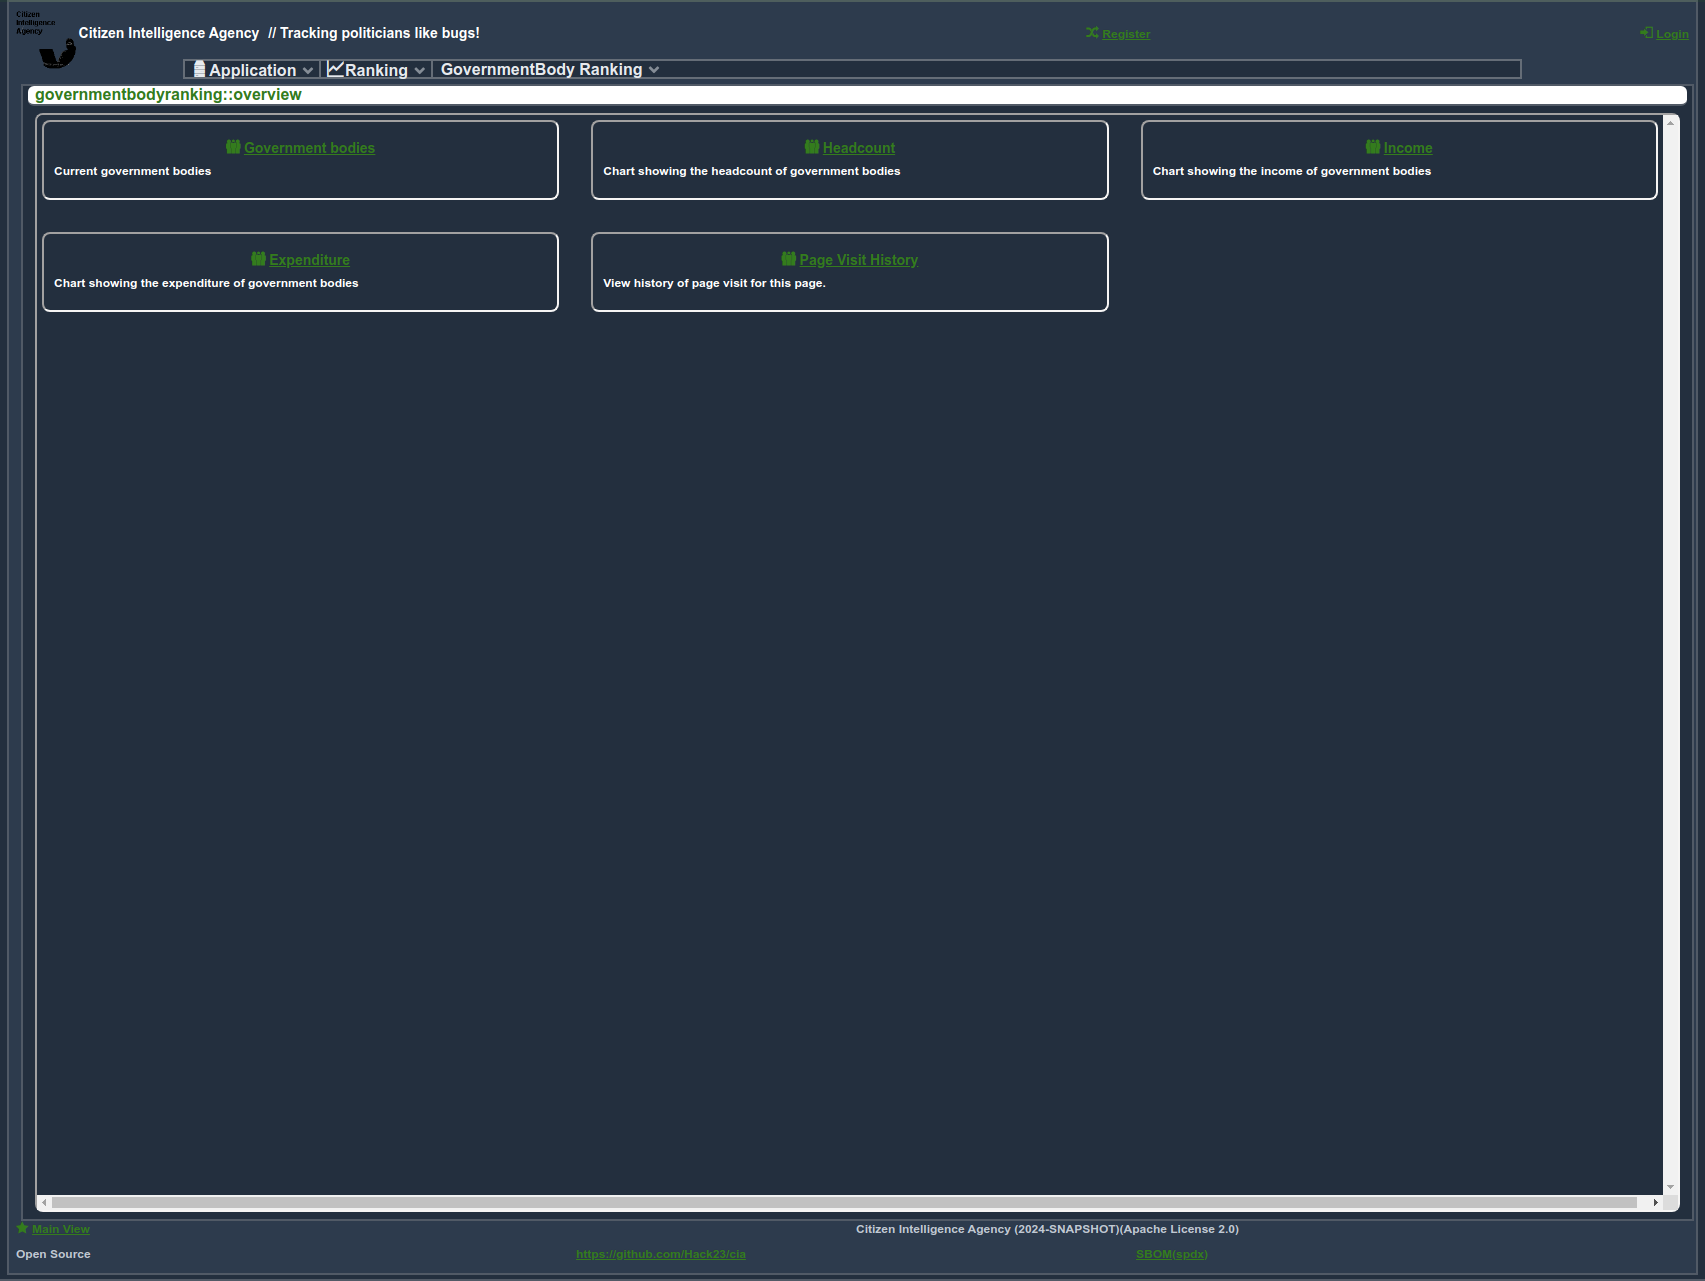 Citizen
Intelligence
Agency
Citizen Intelligence Agency // Tracking politicians like bugs!
Register
Login
Application
Ranking
GovernmentBody Ranking
governmentbodyranking::overview
Government bodies
Current government bodies
Headcount
Chart showing the headcount of government bodies
Income
Chart showing the income of government bodies
Expenditure
Chart showing the expenditure of government bodies
Page Visit History
View history of page visit for this page.
Main View
Citizen Intelligence Agency (2024-SNAPSHOT)(Apache License 2.0)
Open Source
https://github.com/Hack23/cia
SBOM(spdx)